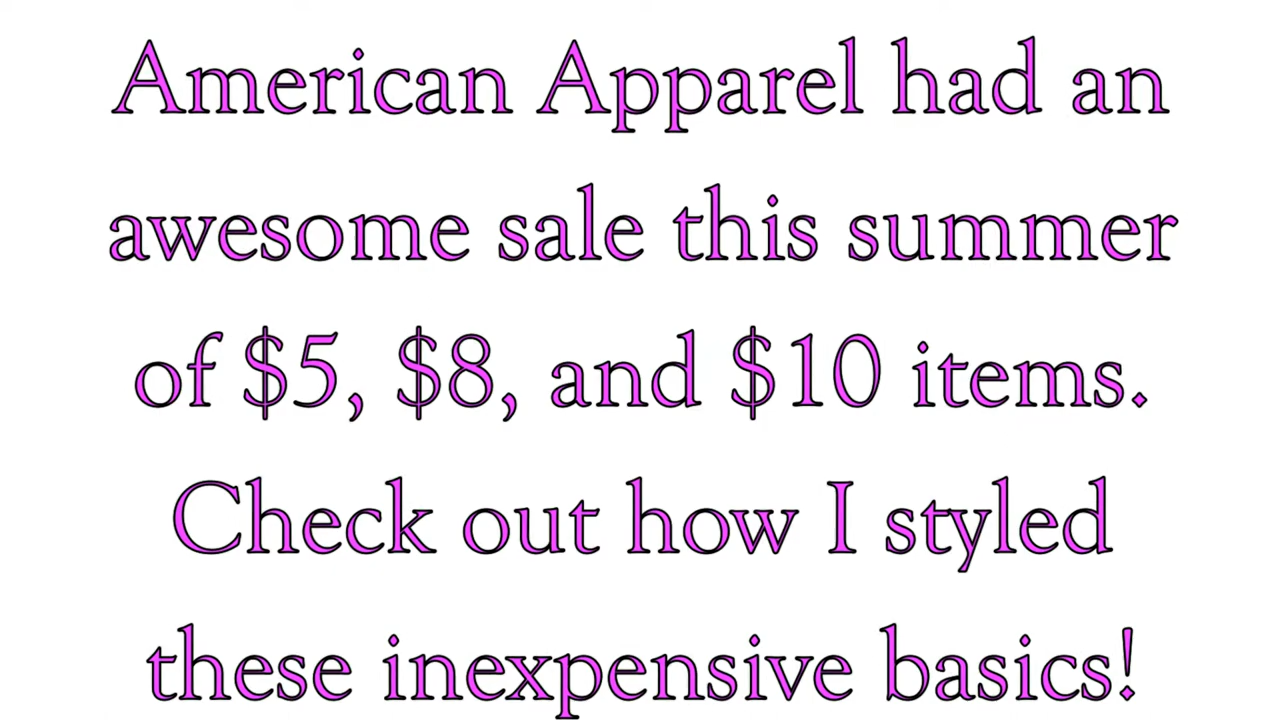 American Apparel had an
awesome sale this summer
of $5, $8, and $10 items.
Check out how I styled
these inexpensive basics!